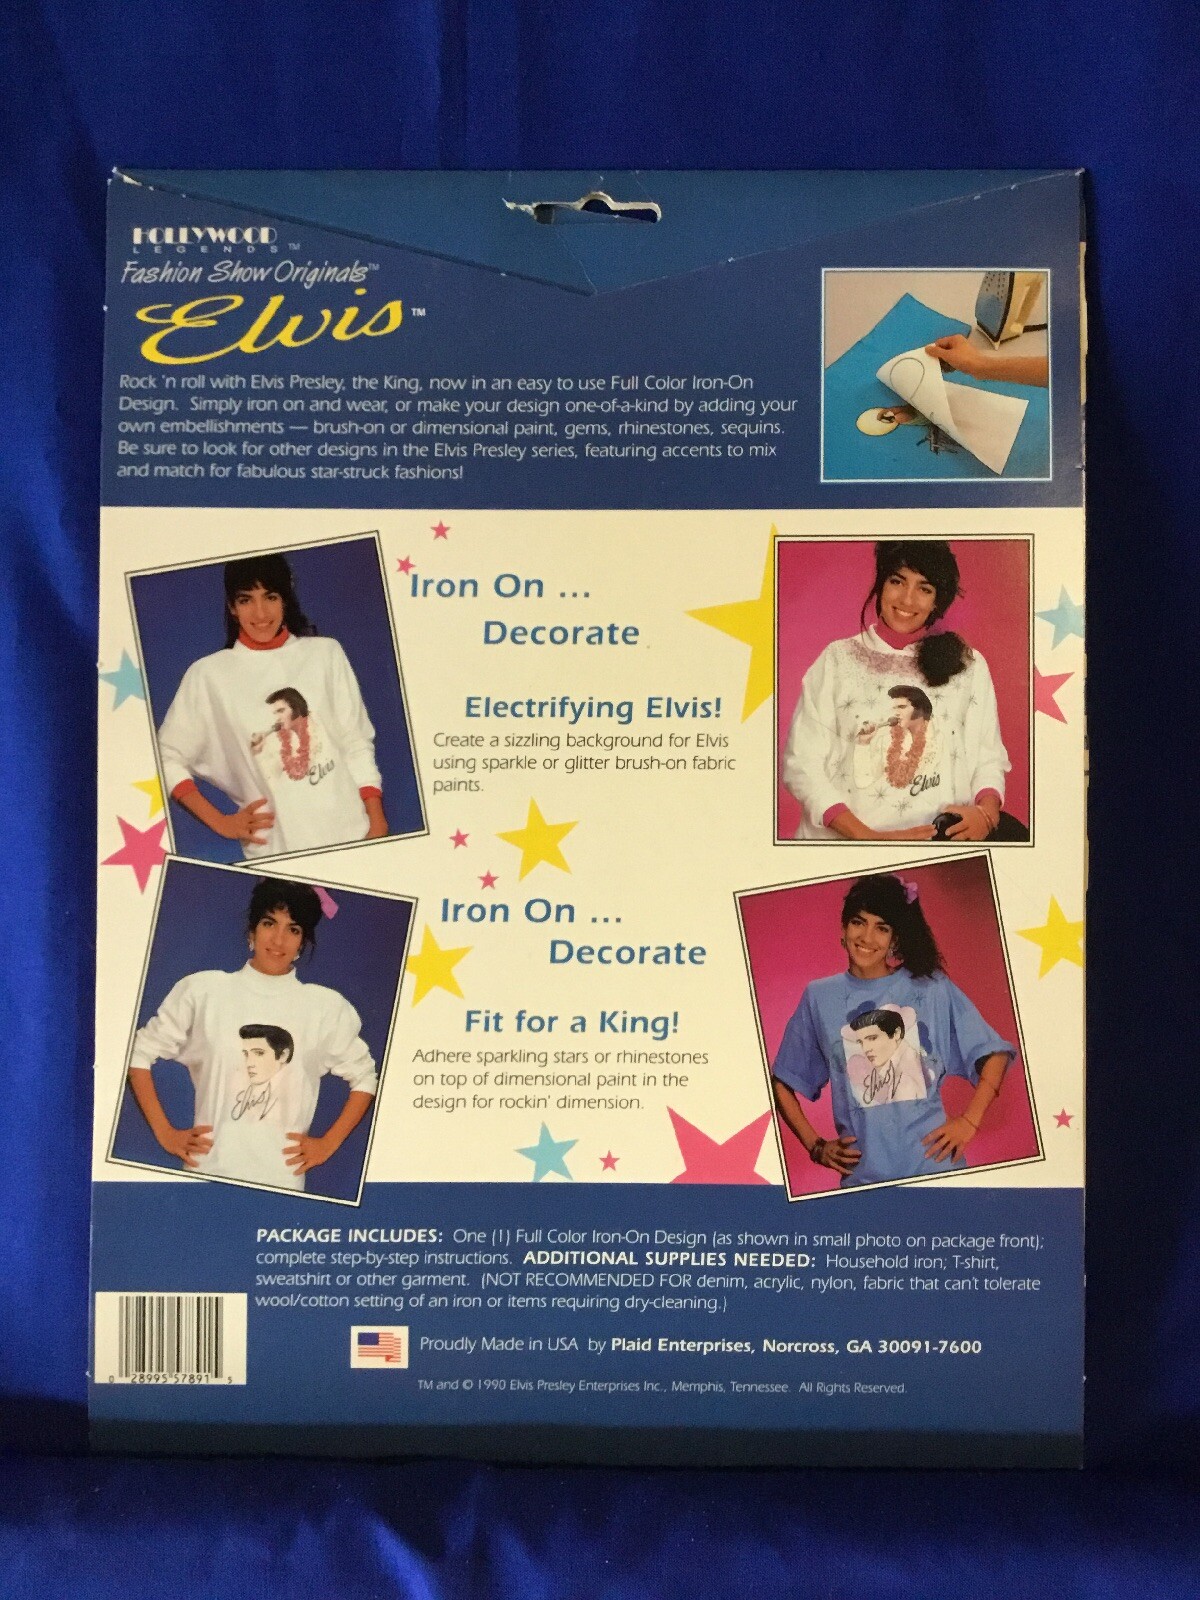 HOLLYWOOD
LEGENDS™
Fashion Show Originals™
Elvis™
Rock 'n roll with Elvis Presley, the King, now in an easy to use Full Color Iron-On
Design. Simply iron on and wear, or make your design one-of-a-kind by adding your
own embellishments — brush-on or dimensional paint, gems, rhinestones, sequins.
Be sure to look for other designs in the Elvis Presley series, featuring accents to mix
and match for fabulous star-struck fashions!
Iron On ...
Decorate
Electrifying Elvis!
Create a sizzling background for Elvis
using sparkle or glitter brush-on fabric
paints.
Elvis
Elvis
Iron On ...
Decorate
Fit for a King!
Adhere sparkling stars or rhinestones
on top of dimensional paint in the
design for rockin' dimension.
Elvis
Elvis
PACKAGE INCLUDES: One (1) Full Color Iron-On Design (as shown in small photo on package front);
complete step-by-step instructions. ADDITIONAL SUPPLIES NEEDED: Household iron; T-shirt,
sweatshirt or other garment. (NOT RECOMMENDED FOR denim, acrylic, nylon, fabric that can't tolerate
wool/cotton setting of an iron or items requiring dry-cleaning.)
0 28995 57891 5
Proudly Made in USA by Plaid Enterprises, Norcross, GA 30091-7600
TM and © 1990 Elvis Presley Enterprises Inc., Memphis, Tennessee. All Rights Reserved.